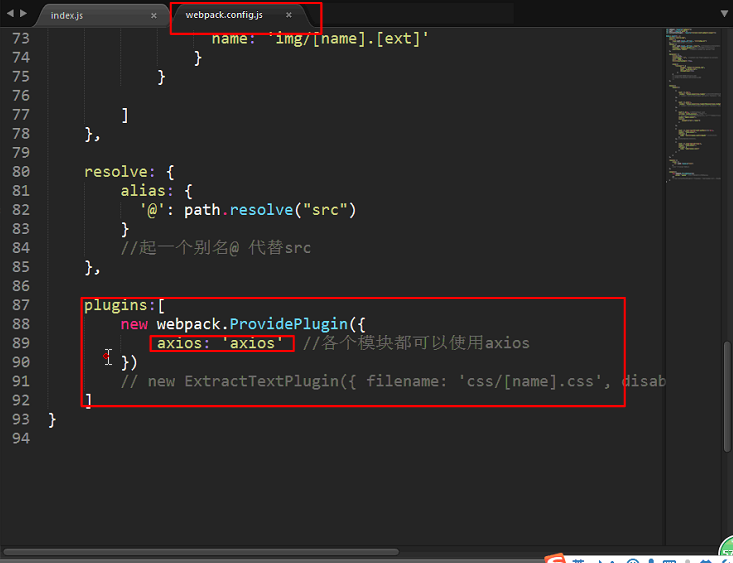 index.js × webpack.config.js ×
73 name: 'img/[name].[ext]'
74 }
75 }
76
77 ]
78 },
79
80 resolve: {
81 alias: {
82 '@': path.resolve("src")
83 }
84 //起一个别名@ 代替src
85 },
86
87 plugins:[
88 new webpack.ProvidePlugin({
89 axios: 'axios' //各个模块都可以使用axios
90 })
91 // new ExtractTextPlugin({ filename: 'css/[name].css', disab
92 ]
93 }
94